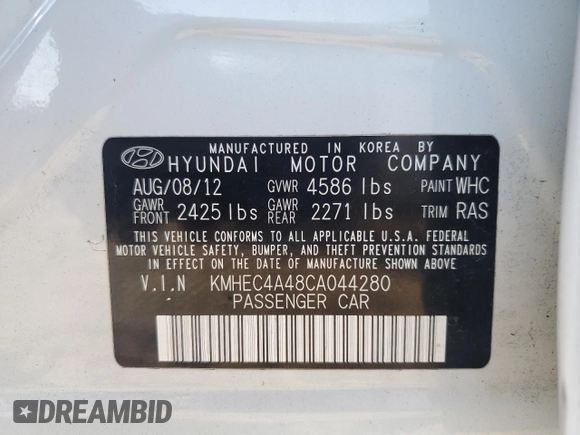 MANUFACTURED IN KOREA BY
HYUNDAI MOTOR COMPANY
AUG/08/12 GVWR 4586 lbs PAINT WHC
GAWR FRONT 2425 lbs GAWR REAR 2271 lbs TRIM RAS
THIS VEHICLE CONFORMS TO ALL APPLICABLE U.S.A. FEDERAL
MOTOR VEHICLE SAFETY, BUMPER, AND THEFT PREVENTION STANDARDS
IN EFFECT ON THE DATE OF MANUFACTURE SHOWN ABOVE.
V.I.N KMHEC4A48CA044280
PASSENGER CAR
DREAMBID